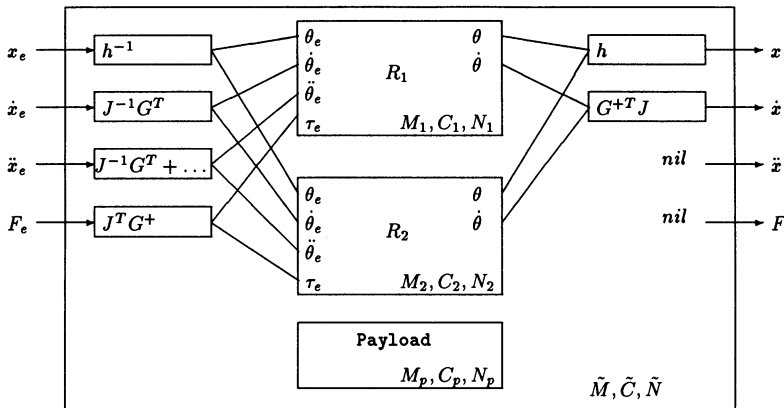 x_e h^{-1} θ_e θ h x
R_1
ẋ_e J^{-1}G^T θ̇_e θ̇ G^{+T}J ẋ
θ̈_e
M_1, C_1, N_1
τ_e
ẍ_e J^{-1}G^T + ... nil ẍ
F_e J^T G^+ θ_e θ nil F
R_2
θ̇_e θ̇
θ̈_e
τ_e M_2, C_2, N_2
Payload
M_p, C_p, N_p
M̃, C̃, Ñ